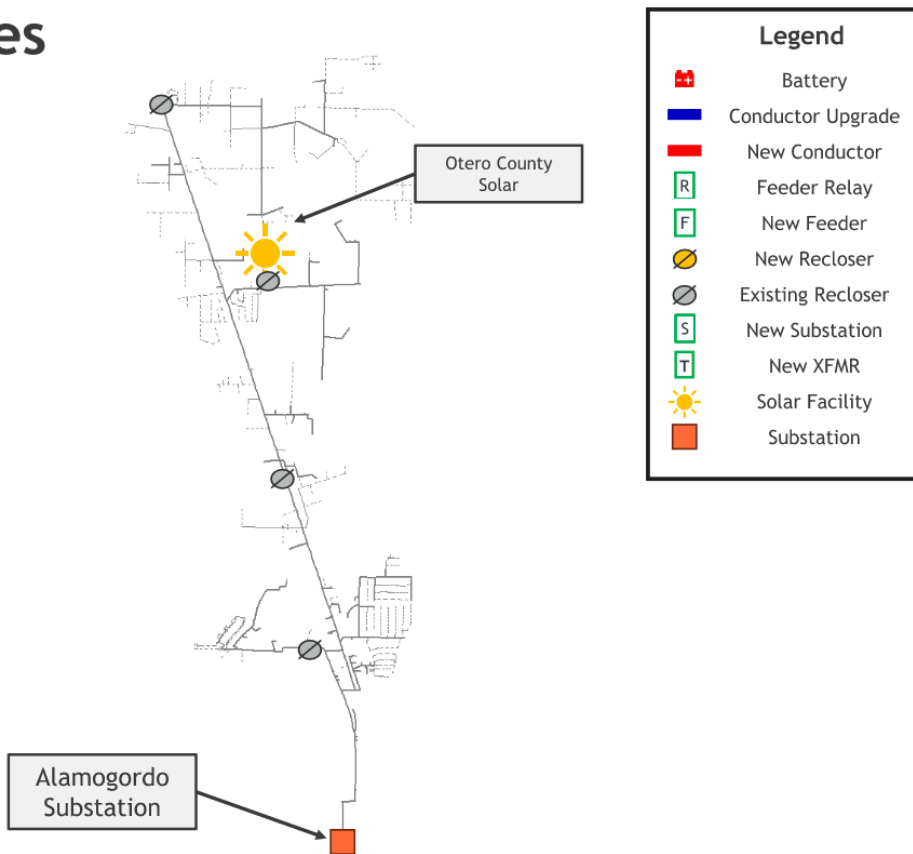 es
Otero County
Solar
Alamogordo
Substation
Legend
Battery
Conductor Upgrade
New Conductor
R Feeder Relay
F New Feeder
New Recloser
Existing Recloser
S New Substation
T New XFMR
Solar Facility
Substation